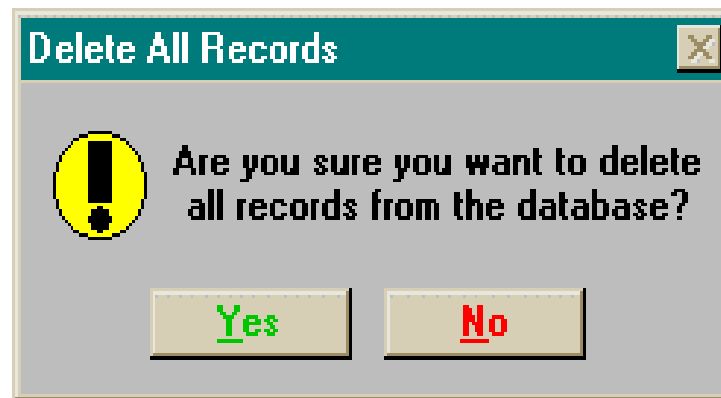 Delete All Records
Are you sure you want to delete
all records from the database?
Yes
No